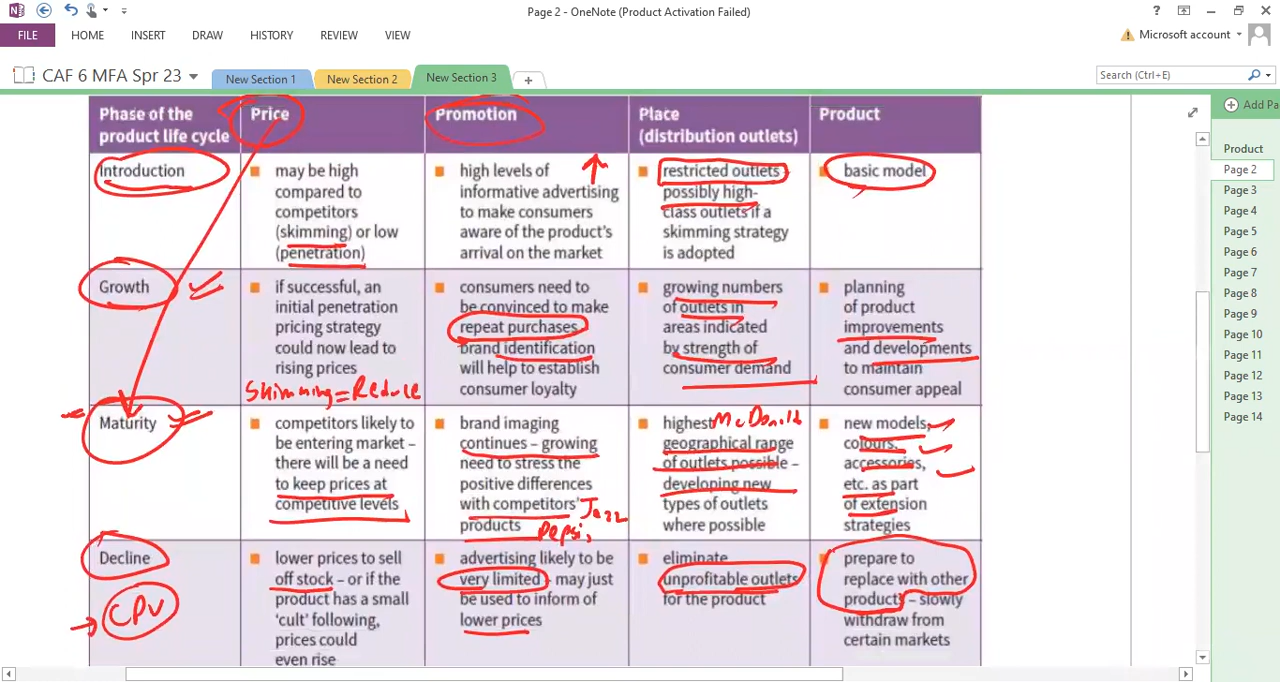 Page 2 - OneNote (Product Activation Failed)
FILE HOME INSERT DRAW HISTORY REVIEW VIEW
Microsoft account
CAF 6 MFA Spr 23
New Section 1
New Section 2
New Section 3
Search (Ctrl+E)
Add Pa
Product
Page 2
Page 3
Page 4
Page 5
Page 6
Page 7
Page 8
Page 9
Page 10
Page 11
Page 12
Page 13
Page 14
Phase of the
product life cycle
Price
Promotion
Place
(distribution outlets)
Product
Introduction
may be high
compared to
competitors
(skimming) or low
(penetration)
high levels of
informative advertising
to make consumers
aware of the product's
arrival on the market
restricted outlets
possibly high-
class outlets if a
skimming strategy
is adopted
basic model
Growth
if successful, an
initial penetration
pricing strategy
could now lead to
rising prices
Skimming = Reduce
consumers need to
be convinced to make
repeat purchases
brand identification
will help to establish
consumer loyalty
growing numbers
of outlets in
areas indicated
by strength of
consumer demand
planning
of product
improvements
and developments
to maintain
consumer appeal
Maturity
competitors likely to
be entering market –
there will be a need
to keep prices at
competitive levels
brand imaging
continues – growing
need to stress the
positive differences
with competitors'
products
Jazz
Pepsi,
highest
McDonald
geographical range
of outlets possible –
developing new
types of outlets
where possible
new models,
colours,
accessories,
etc. as part
of extension
strategies
Decline
CPV
lower prices to sell
off stock – or if the
product has a small
'cult' following,
prices could
even rise
advertising likely to be
very limited – may just
be used to inform of
lower prices
eliminate
unprofitable outlets
for the product
prepare to
replace with other
products – slowly
withdraw from
certain markets